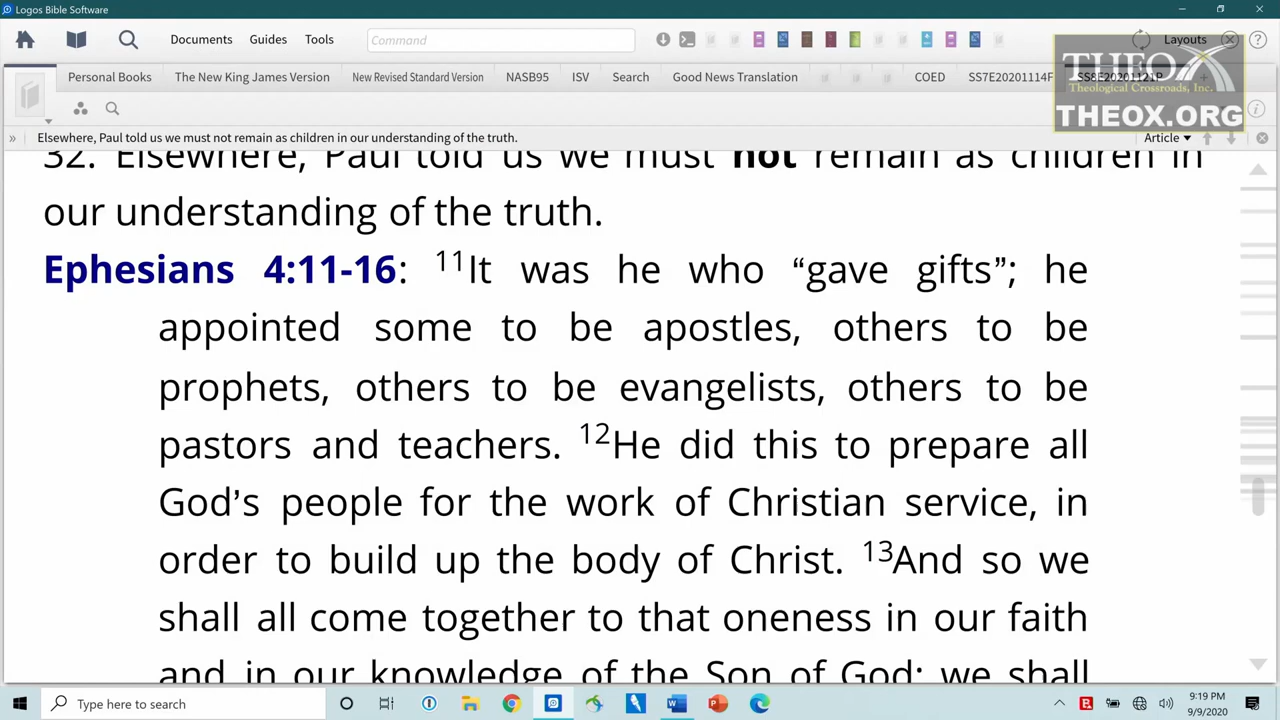 Logos Bible Software
Documents Guides Tools Command Layouts
Personal Books The New King James Version New Revised Standard Version NASB95 ISV Search Good News Translation COED SS7E20201114F SS8E20201121P
THEOX
Theological Crossroads, Inc.
THEOX.ORG
Elsewhere, Paul told us we must not remain as children in our understanding of the truth. Article
32. Elsewhere, Paul told us we must not remain as children in
our understanding of the truth.
Ephesians 4:11-16: 11It was he who “gave gifts”; he
appointed some to be apostles, others to be
prophets, others to be evangelists, others to be
pastors and teachers. 12He did this to prepare all
God’s people for the work of Christian service, in
order to build up the body of Christ. 13And so we
shall all come together to that oneness in our faith
and in our knowledge of the Son of God; we shall
Type here to search
9:19 PM
9/9/2020